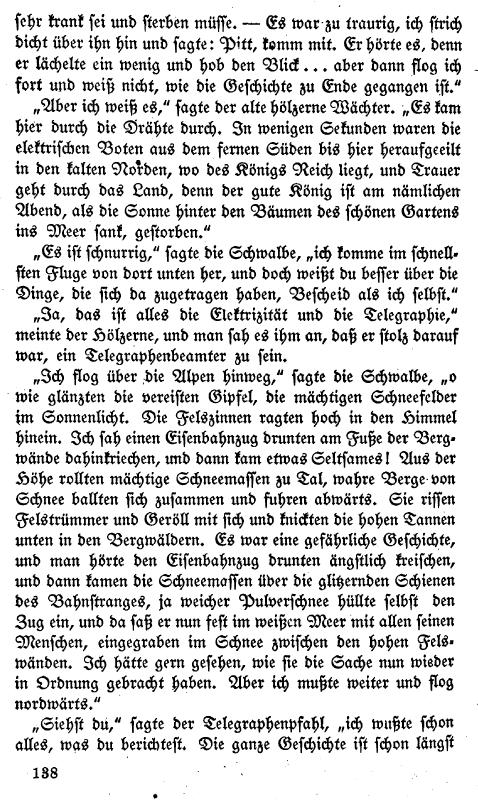 sehr krank sei und sterben müsse. — Es war zu traurig, ich strich
dicht über ihn hin und sagte: Pitt, komm mit. Er hörte es, denn
er lächelte ein wenig und hob den Blick... aber dann flog ich
fort und weiß nicht, wie die Geschichte zu Ende gegangen ist.“
„Aber ich weiß es,“ sagte der alte hölzerne Wächter. „Es kam
hier durch die Drähte durch. In wenigen Sekunden waren die
elektrischen Boten aus dem fernen Süden bis hier heraufgeeilt
in den kalten Norden, wo des Königs Reich liegt, und Trauer
geht durch das Land, denn der gute König ist am nämlichen
Abend, als die Sonne hinter den Bäumen des schönen Gartens
ins Meer sank, gestorben.“
„Es ist schnurrig,“ sagte die Schwalbe, „ich komme im schnell-
sten Fluge von dort unten her, und doch weißt du besser über die
Dinge, die sich da zugetragen haben, Bescheid als ich selbst.“
„Ja, das ist alles die Elektrizität und die Telegraphie,“
meinte der Hölzerne, und man sah es ihm an, daß er stolz darauf
war, ein Telegraphenbeamter zu sein.
„Ich flog über die Alpen hinweg,“ sagte die Schwalbe, „o
wie glänzten die vereisten Gipfel, die mächtigen Schneefelder
im Sonnenlicht. Die Felszinnen ragten hoch in den Himmel
hinein. Ich sah einen Eisenbahnzug drunten am Fuße der Berg-
wände dahinkriechen, und dann kam etwas Seltsames! Aus der
Höhe rollten mächtige Schneemassen zu Tal, wahre Berge von
Schnee ballten sich zusammen und fuhren abwärts. Sie rissen
Felstrümmer und Geröll mit sich und knickten die hohen Tannen
unten in den Bergwäldern. Es war eine gefährliche Geschichte,
und man hörte den Eisenbahnzug drunten ängstlich kreischen,
und dann kamen die Schneemassen über die glitzernden Schienen
des Bahnstranges, ja weicher Pulverschnee hüllte selbst den
Zug ein, und da saß er nun fest im weißen Meer mit allen seinen
Menschen, eingegraben im Schnee zwischen den hohen Fels-
wänden. Ich hätte gern gesehen, wie sie die Sache nun wieder
in Ordnung gebracht haben. Aber ich mußte weiter und flog
nordwärts.“
„Siehst du,“ sagte der Telegraphenpfahl, „ich wußte schon
alles, was du berichtest. Die ganze Geschichte ist schon längst
138